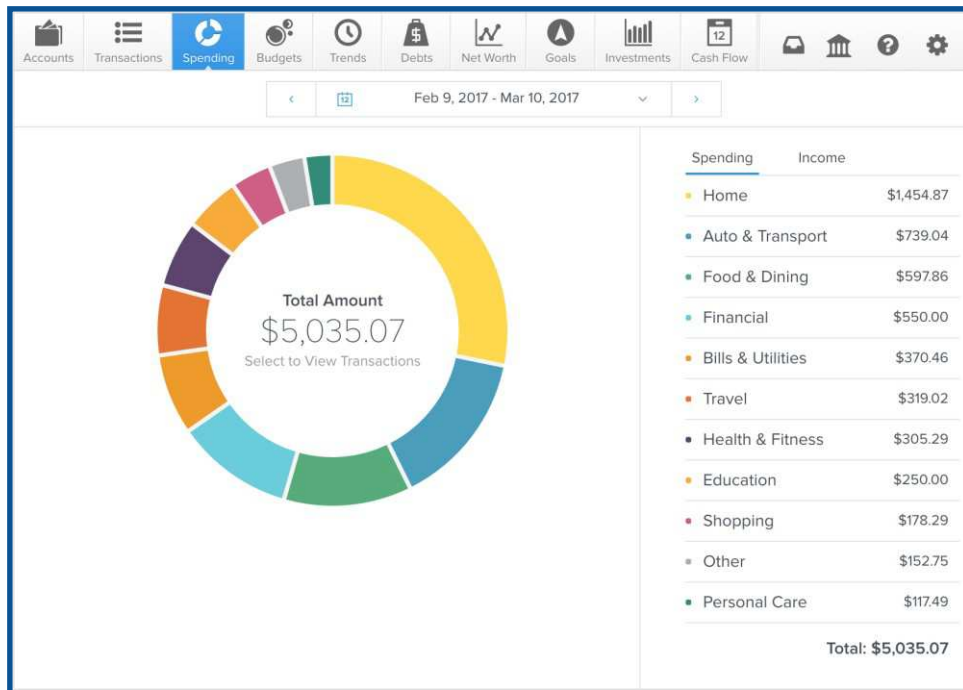 Accounts Transactions Spending Budgets Trends Debts Net Worth Goals Investments 12 Cash Flow
12 Feb 9, 2017 - Mar 10, 2017
Spending Income
Home $1,454.87
Auto & Transport $739.04
Food & Dining $597.86
Financial $550.00
Bills & Utilities $370.46
Travel $319.02
Health & Fitness $305.29
Education $250.00
Shopping $178.29
Other $152.75
Personal Care $117.49
Total: $5,035.07
Total Amount
$5,035.07
Select to View Transactions